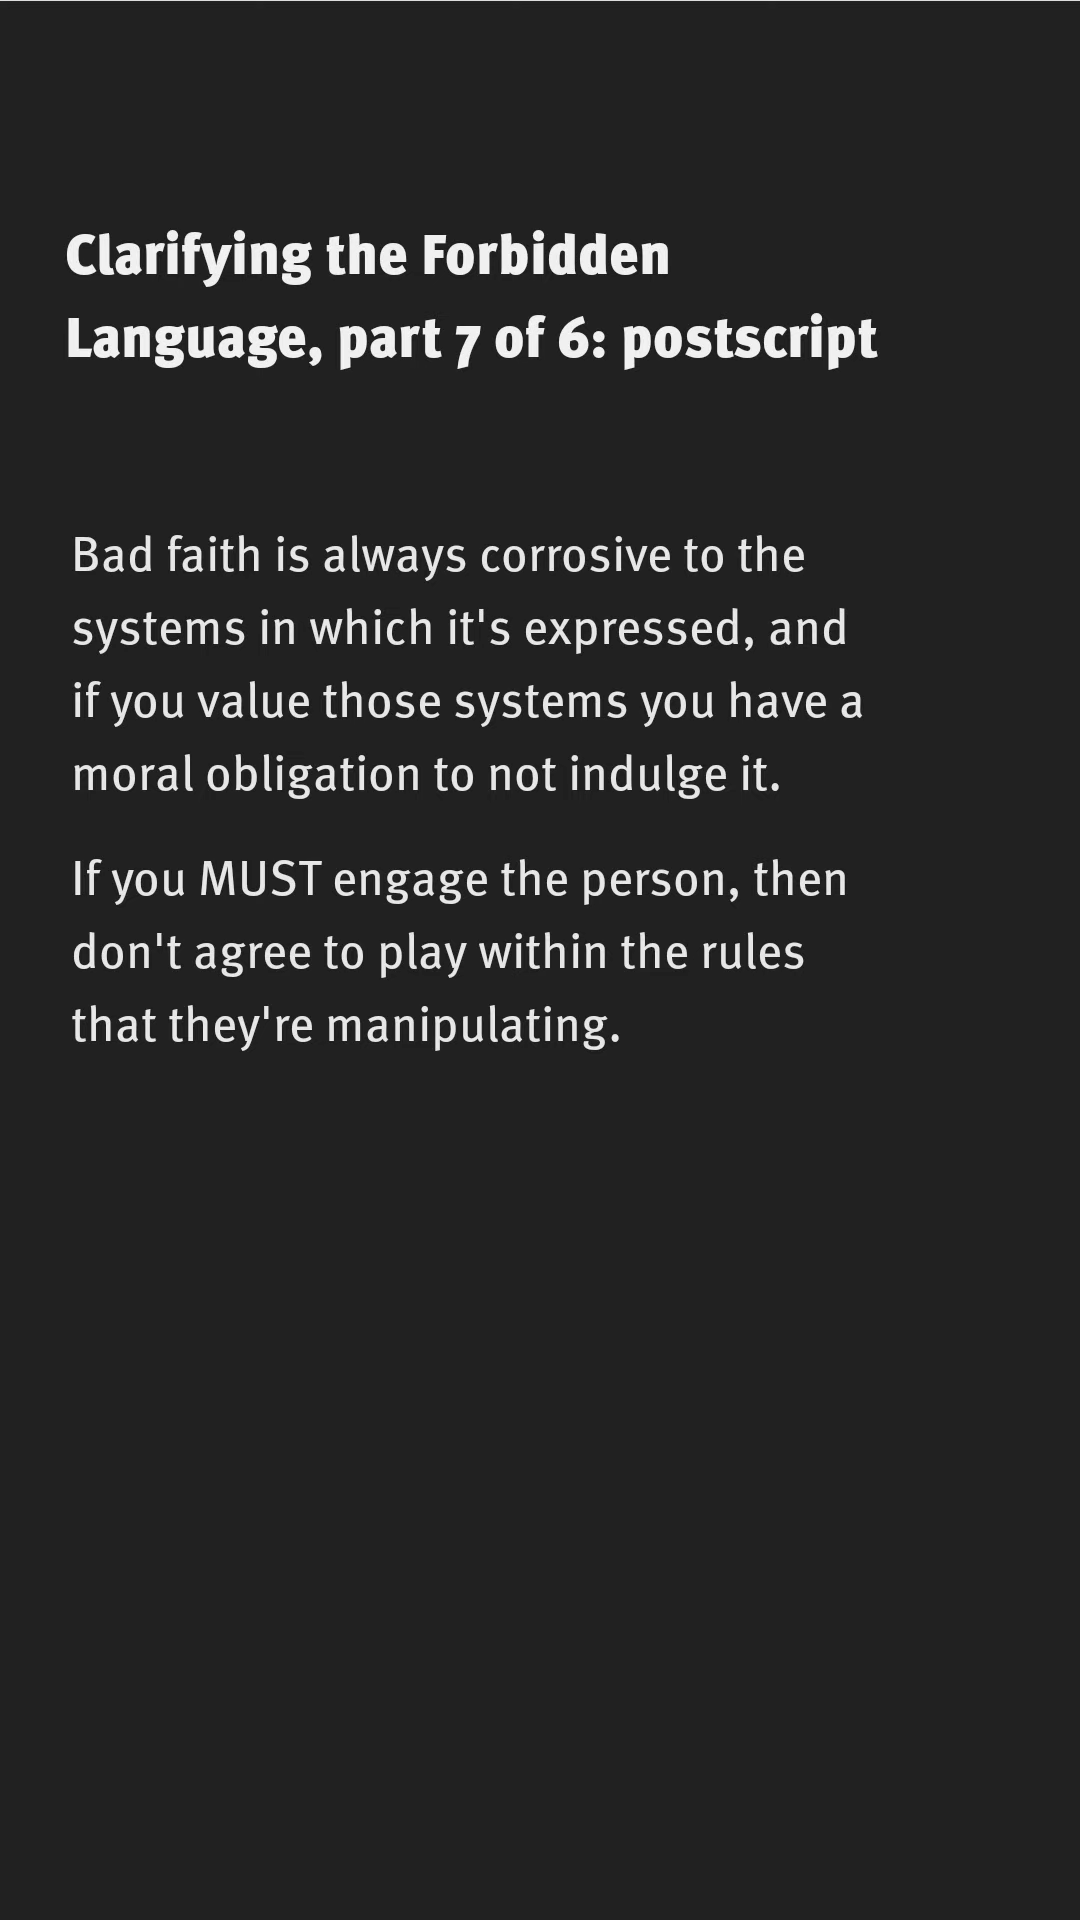 Clarifying the Forbidden
Language, part 7 of 6: postscript
Bad faith is always corrosive to the
systems in which it's expressed, and
if you value those systems you have a
moral obligation to not indulge it.
If you MUST engage the person, then
don't agree to play within the rules
that they're manipulating.